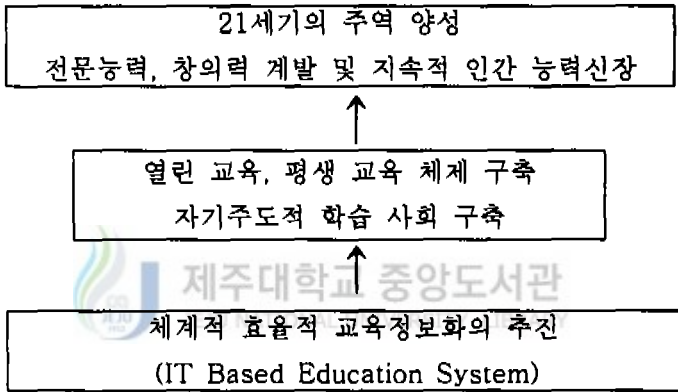 21세기의 주역 양성
전문능력, 창의력 계발 및 지속적 인간 능력신장
열린 교육, 평생 교육 체제 구축
자기주도적 학습 사회 구축
제주대학교 중앙도서관
체계적 효율적 교육정보화의 추진
(IT Based Education System)